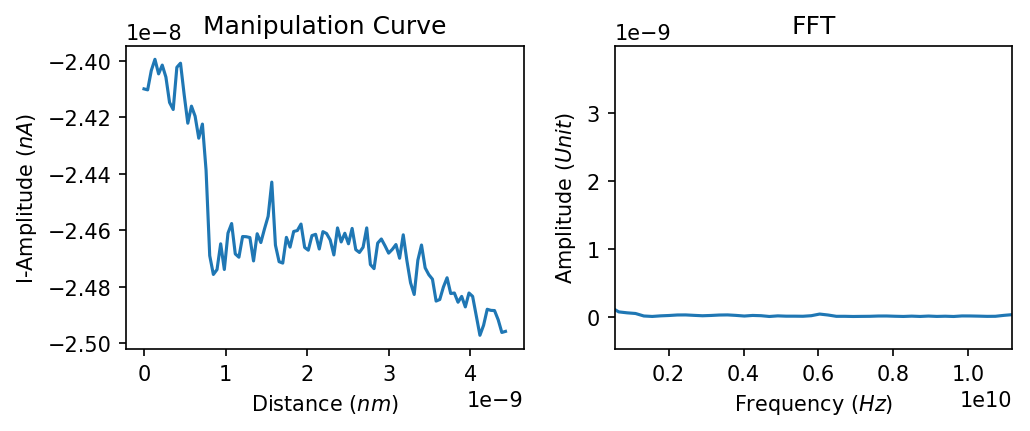 Manipulation Curve
1e−8
−2.40
−2.42
−2.44
−2.46
−2.48
−2.50
I-Amplitude (nA)
0 1 2 3 4
1e−9
Distance (nm)
FFT
1e−9
3
2
1
0
Amplitude (Unit)
0.2 0.4 0.6 0.8 1.0
1e10
Frequency (Hz)